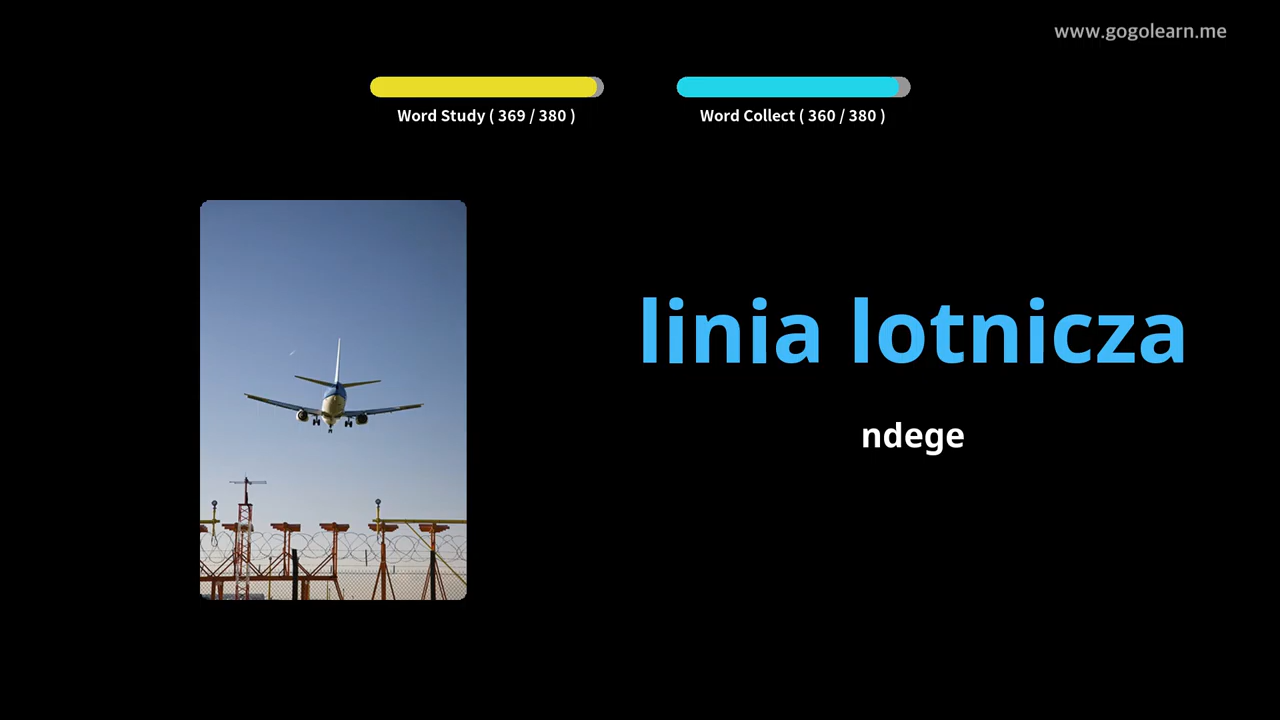 www.gogolearn.me
Word Study ( 369 / 380 )
Word Collect ( 360 / 380 )
linia lotnicza
ndege